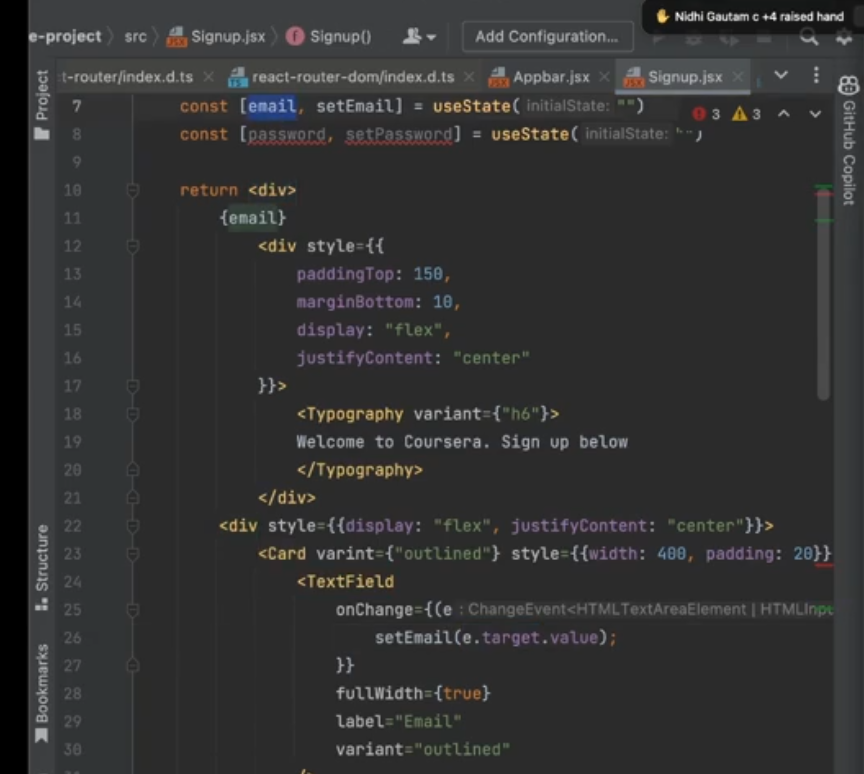 ✋ Nidhi Gautam c +4 raised hand
e-project > src > Signup.jsx > Signup()
Add Configuration...
t-router/index.d.ts × react-router-dom/index.d.ts × Appbar.jsx × Signup.jsx ×
Project
Structure
Bookmarks
GitHub Copilot
3 3
7 const [email, setEmail] = useState( initialState: "")
8 const [password, setPassword] = useState( initialState: "")
9
10 return <div>
11 {email}
12 <div style={{
13 paddingTop: 150,
14 marginBottom: 10,
15 display: "flex",
16 justifyContent: "center"
17 }}>
18 <Typography variant={"h6"}>
19 Welcome to Coursera. Sign up below
20 </Typography>
21 </div>
22 <div style={{display: "flex", justifyContent: "center"}}>
23 <Card varint={"outlined"} style={{width: 400, padding: 20}}
24 <TextField
25 onChange={(e : ChangeEvent<HTMLTextAreaElement | HTMLInpu
26 setEmail(e.target.value);
27 }}
28 fullWidth={true}
29 label="Email"
30 variant="outlined"